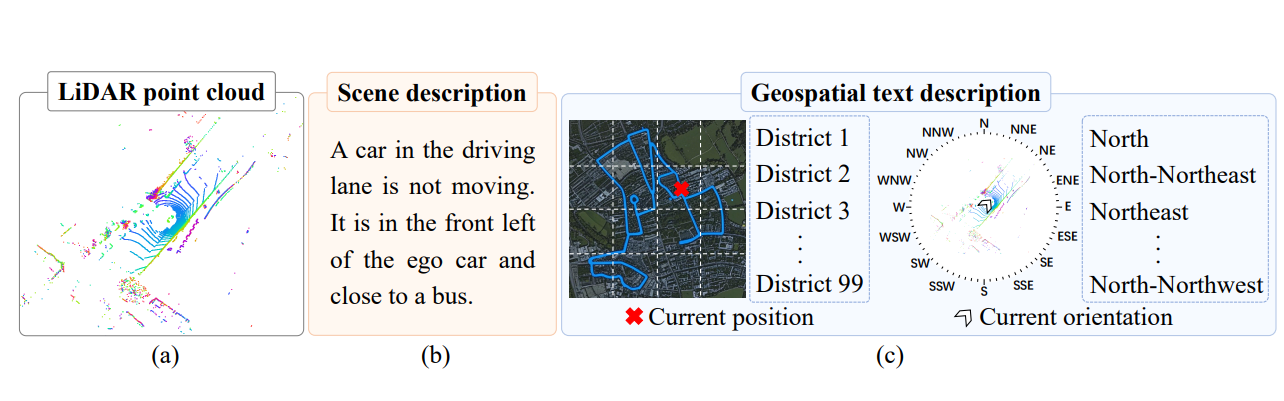 LiDAR point cloud
Scene description
A car in the driving
lane is not moving.
It is in the front left
of the ego car and
close to a bus.
Geospatial text description
District 1
District 2
District 3
.
.
.
District 99
N
NNE
NE
ENE
E
ESE
SE
SSE
S
SSW
SW
WSW
W
WNW
NW
NNW
North
North-Northeast
Northeast
.
.
.
North-Northwest
Current position
Current orientation
(a)
(b)
(c)